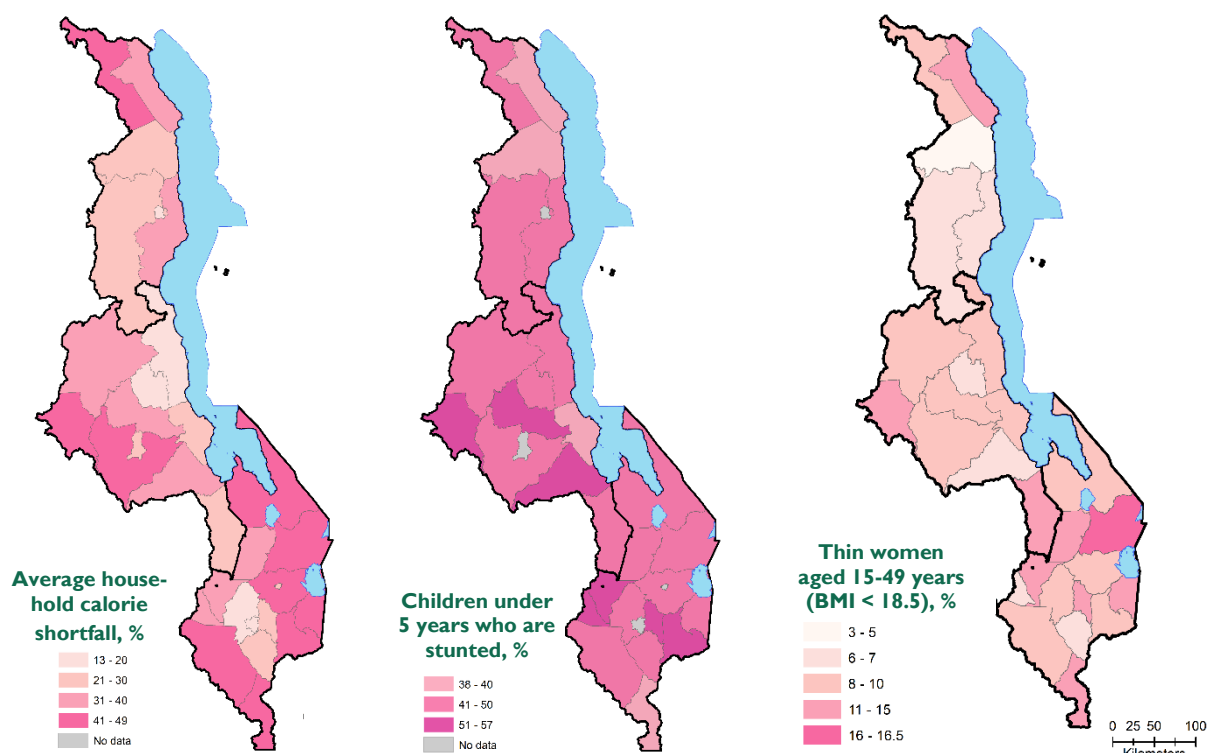 Average house-
hold calorie
shortfall, %
13 - 20
21 - 30
31 - 40
41 - 49
No data
Children under
5 years who are
stunted, %
38 - 40
41 - 50
51 - 57
No data
Thin women
aged 15-49 years
(BMI < 18.5), %
3 - 5
6 - 7
8 - 10
11 - 15
16 - 16.5
0 25 50 100
Kilometers